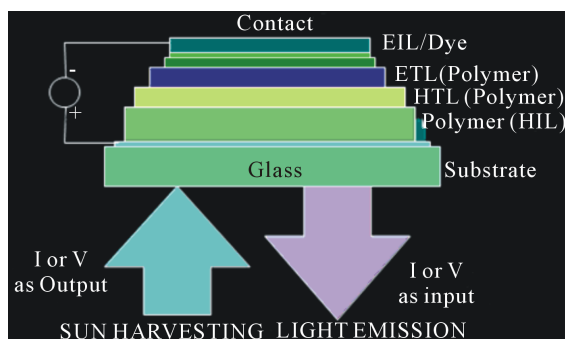 Contact
EIL/Dye
-
ETL(Polymer)
HTL (Polymer)
+
Polymer (HIL)
Glass
Substrate
I or V
as Output
I or V
as input
SUN HARVESTING
LIGHT EMISSION